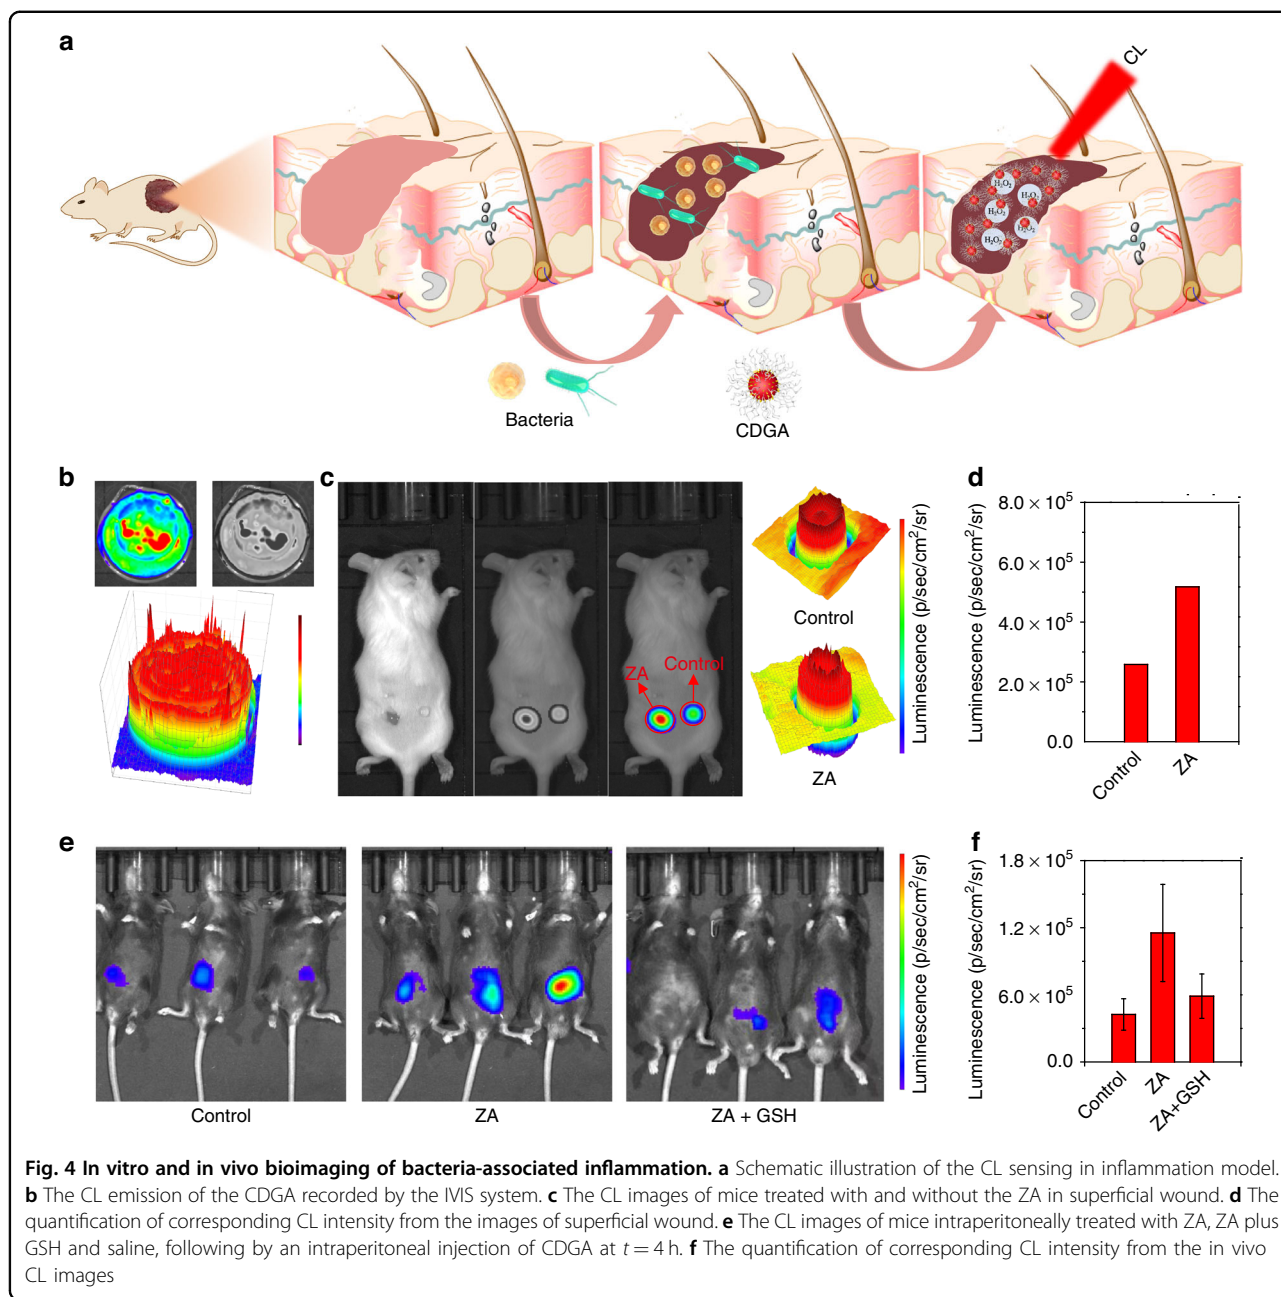 a
CL
H2O2
H2O2
H2O2
H2O2
H2O2
Bacteria
CDGA
b
c
ZA
Control
Control
ZA
Luminescence (p/sec/cm²/sr)
d
Luminescence (p/sec/cm²/sr)
8.0 × 10⁵
6.0 × 10⁵
4.0 × 10⁵
2.0 × 10⁵
0.0
Control
ZA
e
Control
ZA
ZA + GSH
Luminescence (p/sec/cm²/sr)
f
Luminescence (p/sec/cm²/sr)
1.8 × 10⁵
1.2 × 10⁵
6.0 × 10⁵
0.0
Control
ZA
ZA+GSH
Fig. 4 In vitro and in vivo bioimaging of bacteria-associated inflammation. a Schematic illustration of the CL sensing in inflammation model.
b The CL emission of the CDGA recorded by the IVIS system. c The CL images of mice treated with and without the ZA in superficial wound. d The
quantification of corresponding CL intensity from the images of superficial wound. e The CL images of mice intraperitoneally treated with ZA, ZA plus
GSH and saline, following by an intraperitoneal injection of CDGA at t = 4 h. f The quantification of corresponding CL intensity from the in vivo
CL images